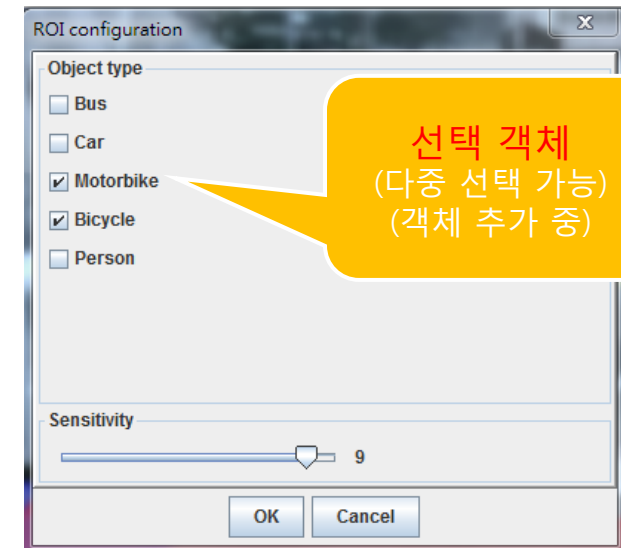 ROI configuration
Object type
Bus
Car
Motorbike
Bicycle
Person
선택 객체
(다중 선택 가능)
(객체 추가 중)
Sensitivity
9
OK
Cancel